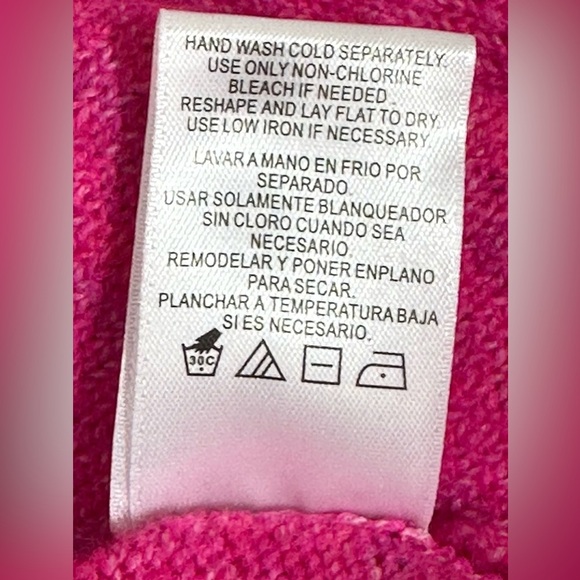 HAND WASH COLD SEPARATELY.
USE ONLY NON-CHLORINE
BLEACH IF NEEDED.
RESHAPE AND LAY FLAT TO DRY.
USE LOW IRON IF NECESSARY.
LAVAR A MANO EN FRIO POR
SEPARADO.
USAR SOLAMENTE BLANQUEADOR
SIN CLORO CUANDO SEA
NECESARIO.
REMODELAR Y PONER ENPLANO
PARA SECAR.
PLANCHAR A TEMPERATURA BAJA
SI ES NECESARIO.
30C